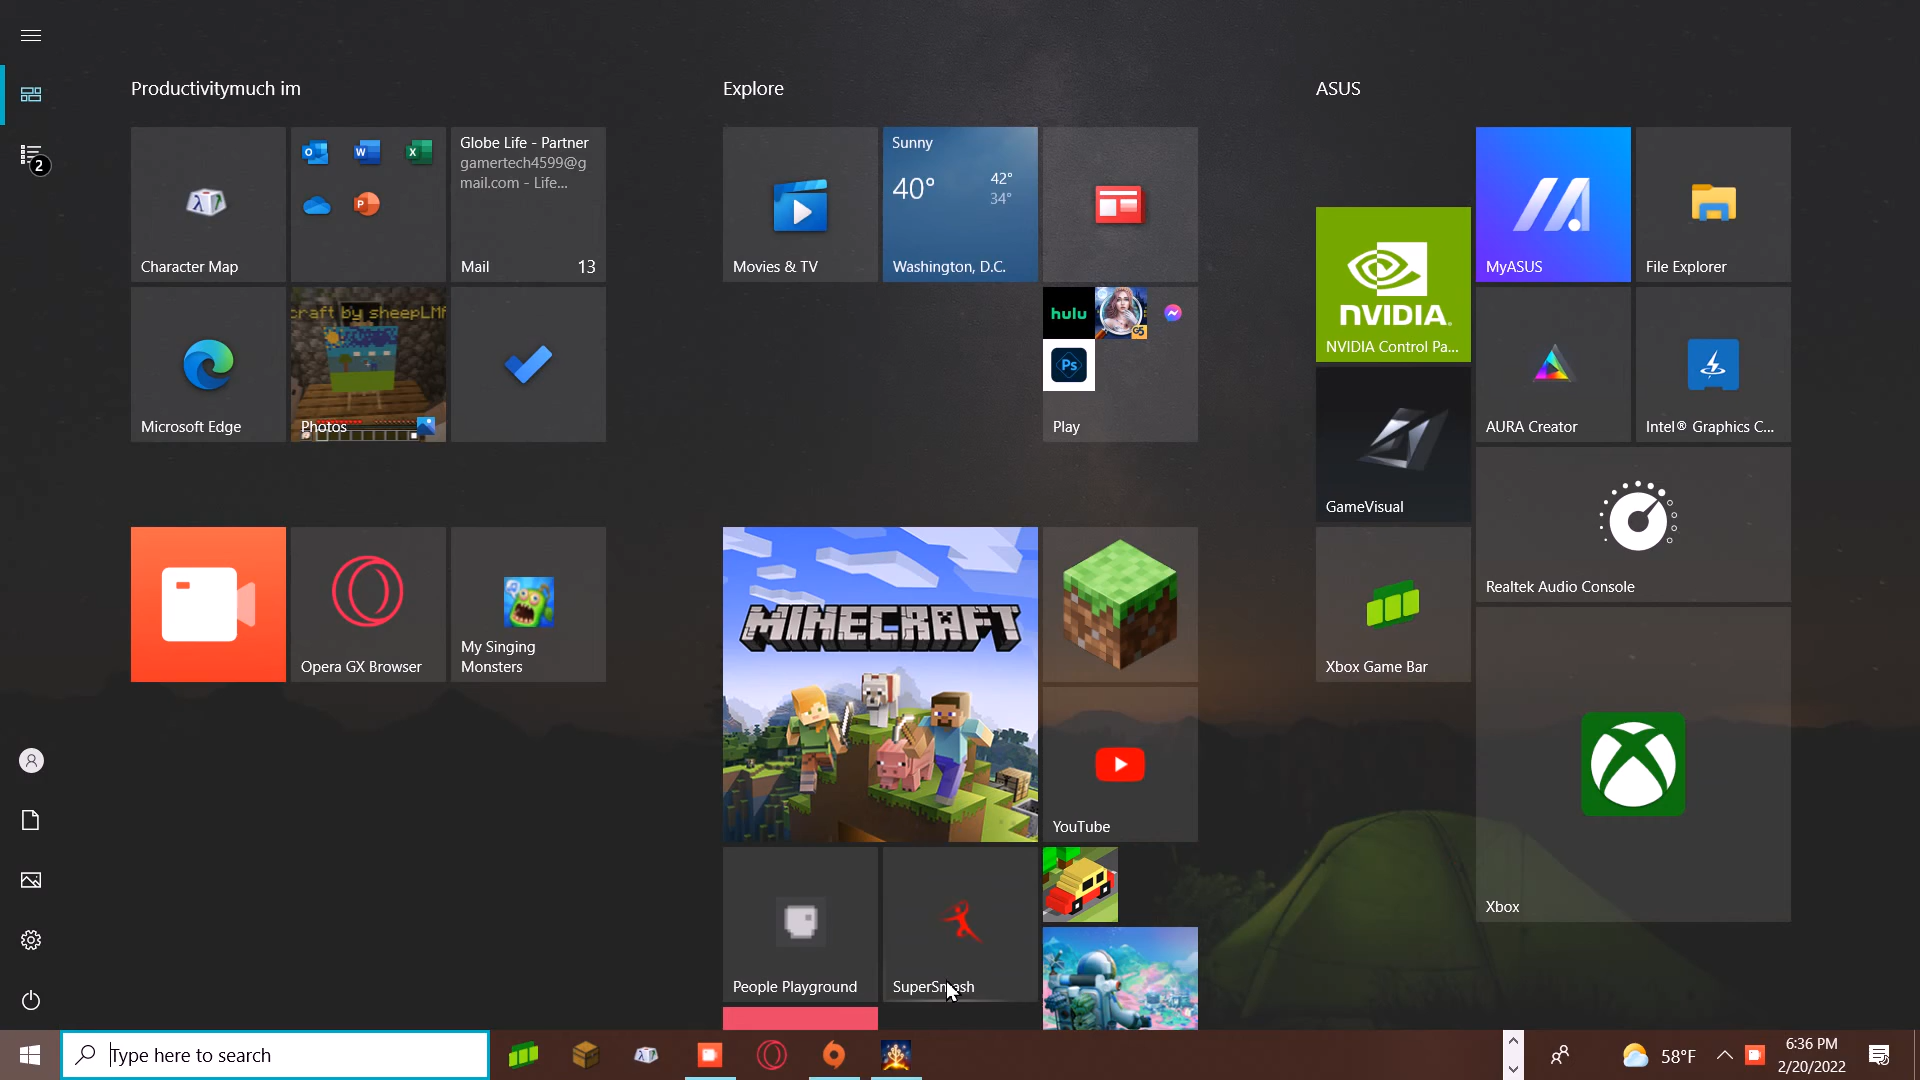 Productivitymuch im
Explore
ASUS
2
Character Map
Globe Life - Partner
gamertech4599@g
mail.com - Life...
Mail 13
Microsoft Edge
craft by sheepLMF
Photos
Opera GX Browser
My Singing
Monsters
Movies & TV
Sunny
40° 42°
34°
Washington, D.C.
hulu
G5
Ps
Play
MINECRAFT
YouTube
People Playground
SuperSmash
NVIDIA.
NVIDIA Control Pa...
MyASUS
File Explorer
AURA Creator
Intel® Graphics C...
GameVisual
Realtek Audio Console
Xbox Game Bar
Xbox
Type here to search
58°F
6:36 PM
2/20/2022